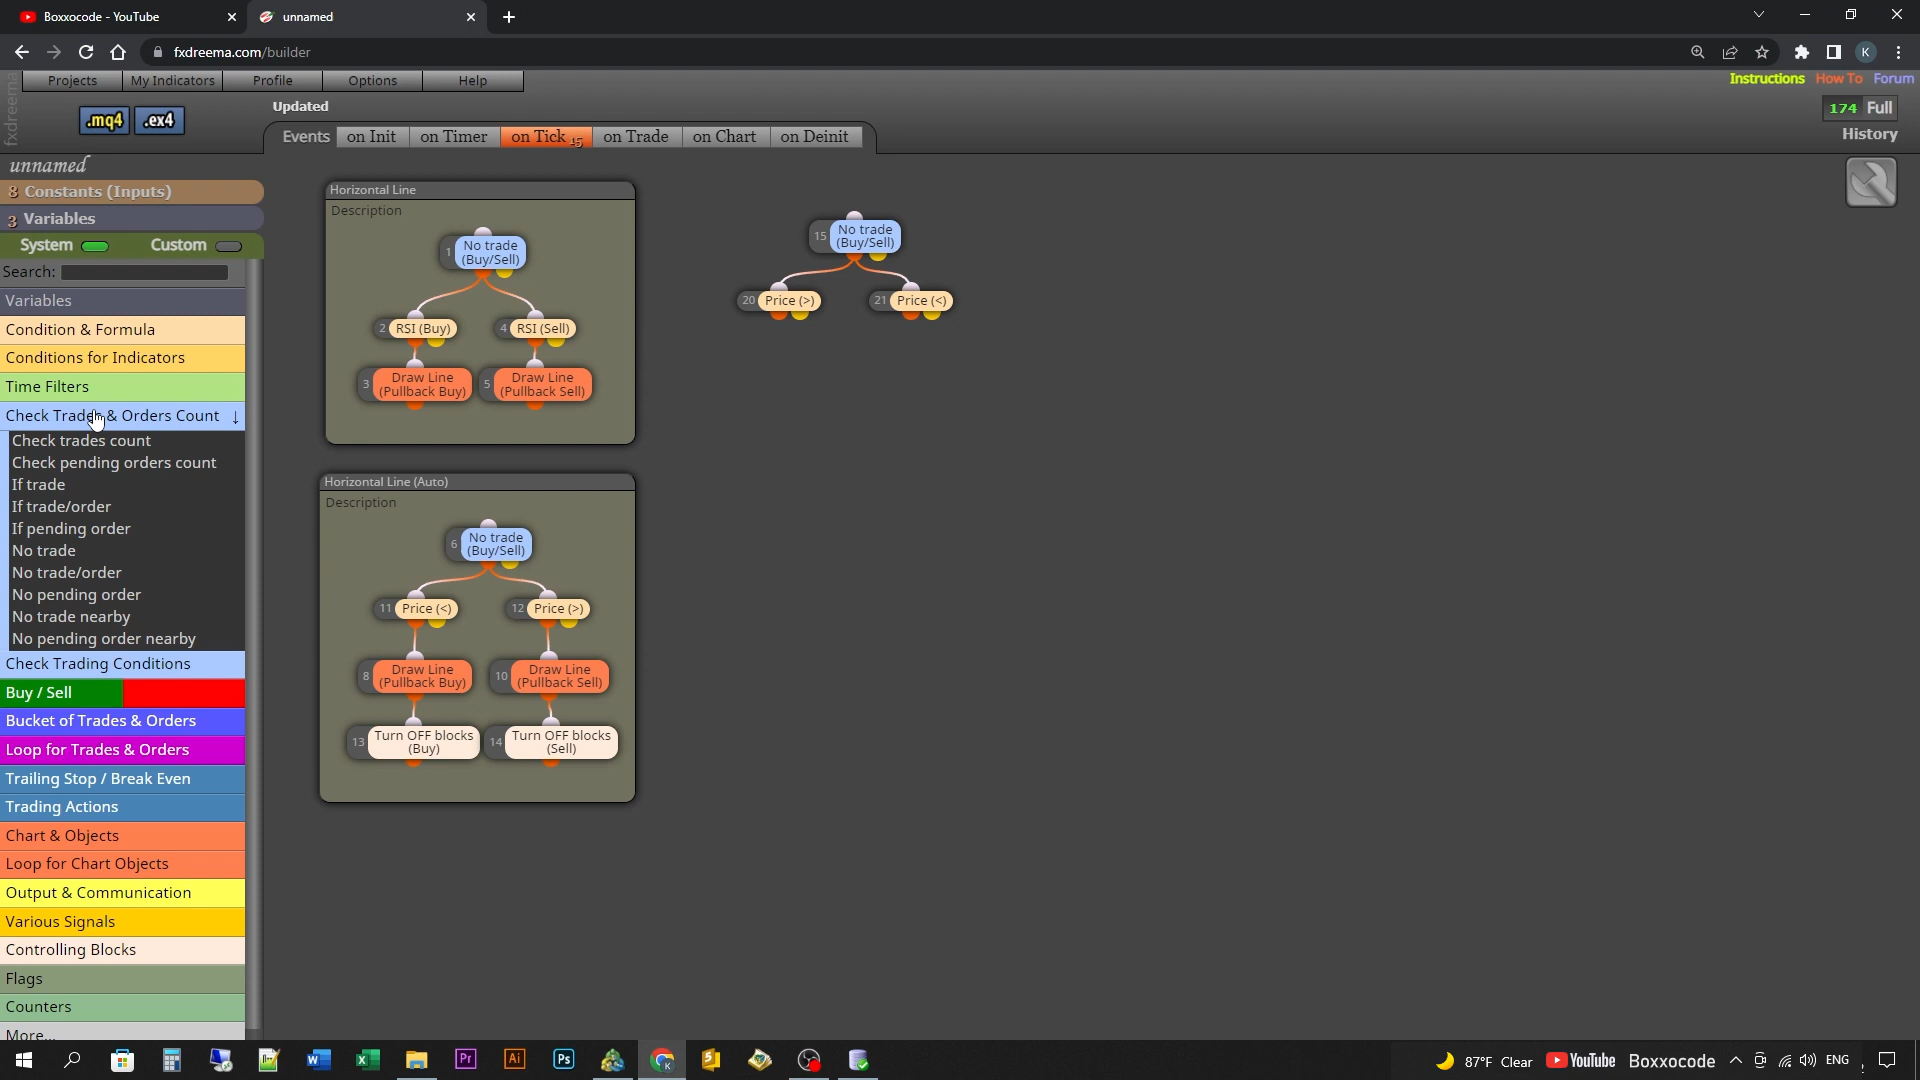 Boxxocode - YouTube
unnamed
fxdreema.com/builder
Projects
My Indicators
Profile
Options
Help
Instructions
How To
Forum
fxdreema
.mq4
.ex4
Updated
174 Full
History
Events
on Init
on Timer
on Tick 15
on Trade
on Chart
on Deinit
unnamed
8 Constants (Inputs)
3 Variables
System
Custom
Search:
Variables
Condition & Formula
Conditions for Indicators
Time Filters
Check Trades & Orders Count ↓
Check trades count
Check pending orders count
If trade
If trade/order
If pending order
No trade
No trade/order
No pending order
No trade nearby
No pending order nearby
Check Trading Conditions
Buy / Sell
Bucket of Trades & Orders
Loop for Trades & Orders
Trailing Stop / Break Even
Trading Actions
Chart & Objects
Loop for Chart Objects
Output & Communication
Various Signals
Controlling Blocks
Flags
Counters
More...
Horizontal Line
Description
1 No trade
(Buy/Sell)
2 RSI (Buy)
4 RSI (Sell)
3 Draw Line
(Pullback Buy)
5 Draw Line
(Pullback Sell)
15 No trade
(Buy/Sell)
20 Price (>)
21 Price (<)
Horizontal Line (Auto)
Description
6 No trade
(Buy/Sell)
11 Price (<)
12 Price (>)
8 Draw Line
(Pullback Buy)
10 Draw Line
(Pullback Sell)
13 Turn OFF blocks
(Buy)
14 Turn OFF blocks
(Sell)
87°F Clear
YouTube
Boxxocode
ENG